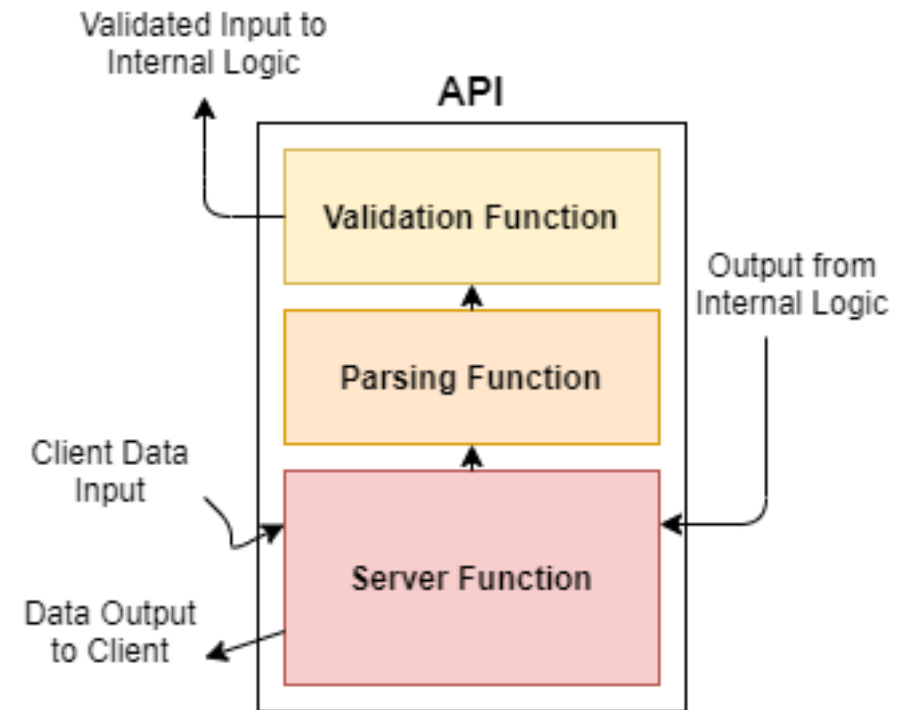 Validated Input to
Internal Logic
API
Validation Function
Output from
Internal Logic
Parsing Function
Client Data
Input
Server Function
Data Output
to Client